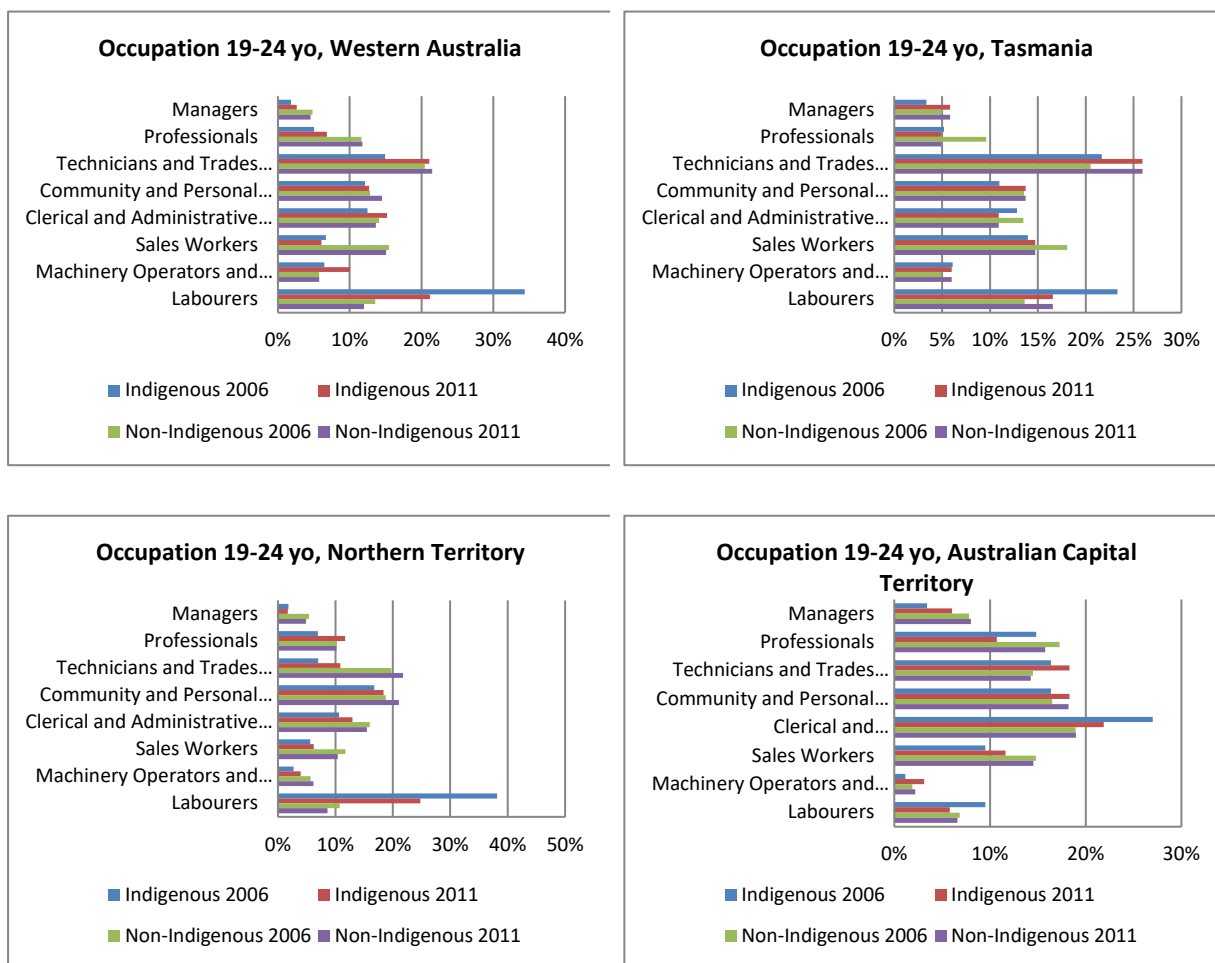 Occupation 19-24 yo, Western Australia
Managers
Professionals
Technicians and Trades...
Community and Personal...
Clerical and Administrative...
Sales Workers
Machinery Operators and...
Labourers
0% 10% 20% 30% 40%
Indigenous 2006 Indigenous 2011
Non-Indigenous 2006 Non-Indigenous 2011
Occupation 19-24 yo, Tasmania
Managers
Professionals
Technicians and Trades...
Community and Personal...
Clerical and Administrative...
Sales Workers
Machinery Operators and...
Labourers
0% 5% 10% 15% 20% 25% 30%
Indigenous 2006 Indigenous 2011
Non-Indigenous 2006 Non-Indigenous 2011
Occupation 19-24 yo, Northern Territory
Managers
Professionals
Technicians and Trades...
Community and Personal...
Clerical and Administrative...
Sales Workers
Machinery Operators and...
Labourers
0% 10% 20% 30% 40% 50%
Indigenous 2006 Indigenous 2011
Non-Indigenous 2006 Non-Indigenous 2011
Occupation 19-24 yo, Australian Capital
Territory
Managers
Professionals
Technicians and Trades...
Community and Personal...
Clerical and...
Sales Workers
Machinery Operators and...
Labourers
0% 10% 20% 30%
Indigenous 2006 Indigenous 2011
Non-Indigenous 2006 Non-Indigenous 2011